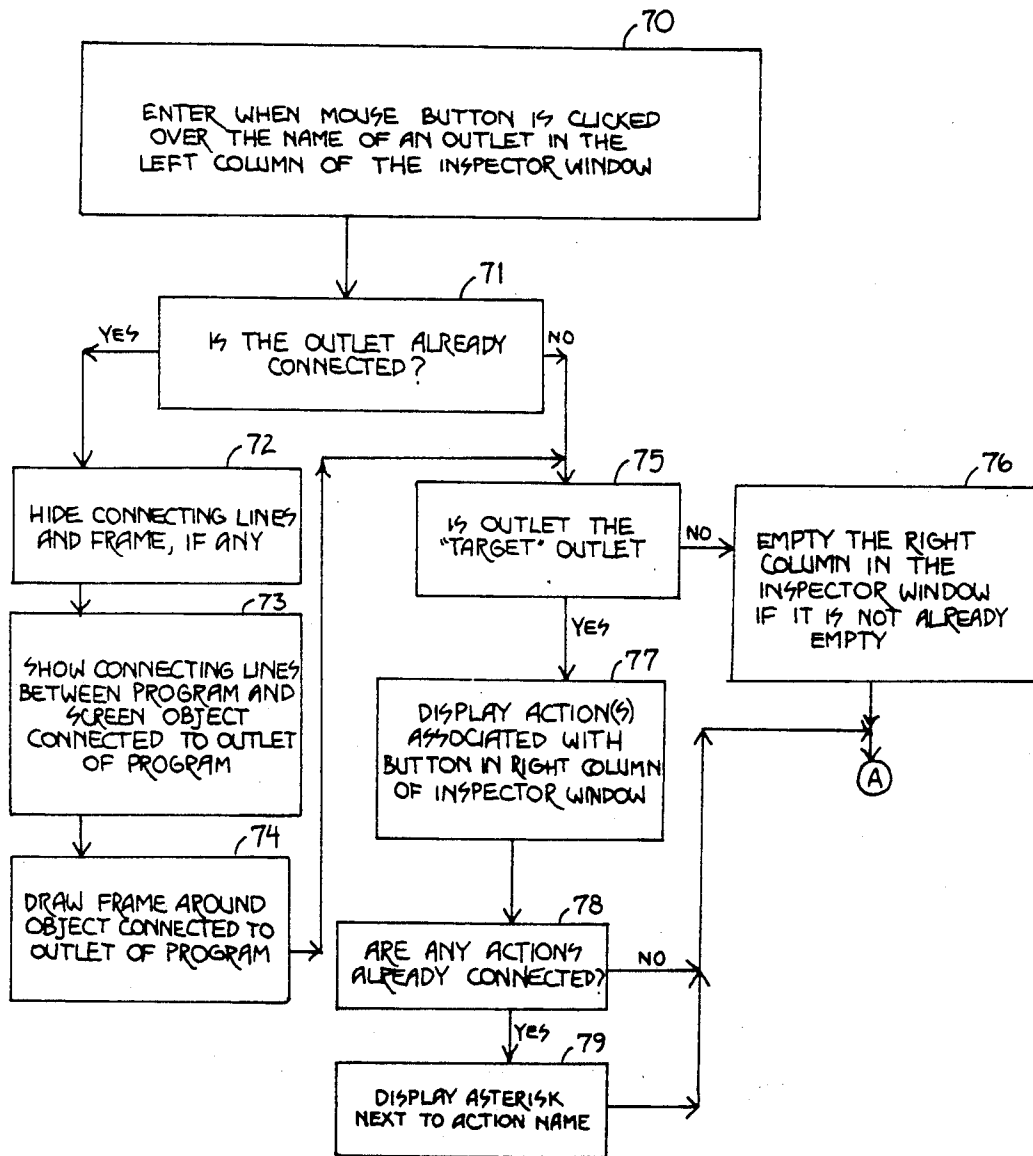 70
ENTER WHEN MOUSE BUTTON IS CLICKED
OVER THE NAME OF AN OUTLET IN THE
LEFT COLUMN OF THE INSPECTOR WINDOW
71
YES
IS THE OUTLET ALREADY
CONNECTED?
NO
72
HIDE CONNECTING LINES
AND FRAME, IF ANY
73
SHOW CONNECTING LINES
BETWEEN PROGRAM AND
SCREEN OBJECT
CONNECTED TO OUTLET
OF PROGRAM
74
DRAW FRAME AROUND
OBJECT CONNECTED TO
OUTLET OF PROGRAM
75
IS OUTLET THE
"TARGET" OUTLET
NO
YES
76
EMPTY THE RIGHT
COLUMN IN THE
INSPECTOR WINDOW
IF IT IS NOT ALREADY
EMPTY
A
77
DISPLAY ACTION(S)
ASSOCIATED WITH
BUTTON IN RIGHT COLUMN
OF INSPECTOR WINDOW
78
ARE ANY ACTIONS
ALREADY CONNECTED?
NO
YES
79
DISPLAY ASTERISK
NEXT TO ACTION NAME